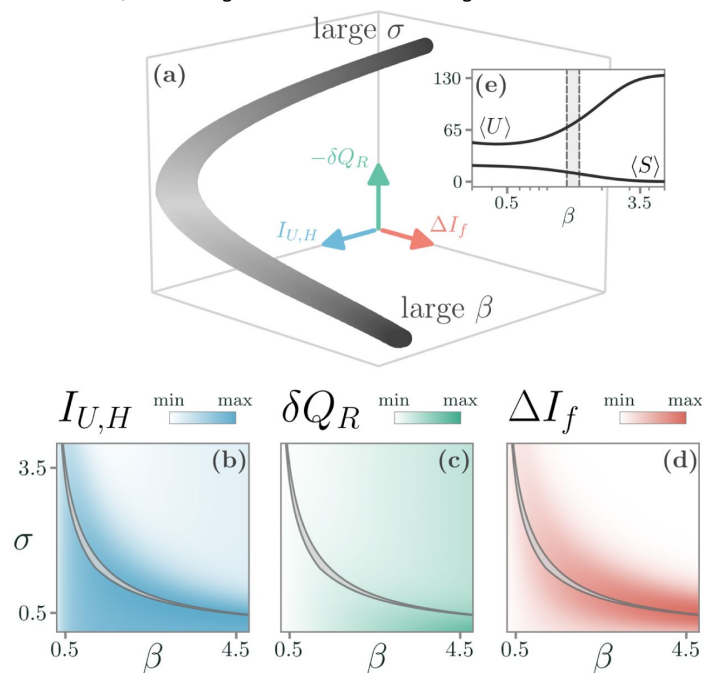 large σ
(a)
(e)
130
65
0
⟨U⟩
⟨S⟩
0.5
3.5
β
−δQ_R
I_{U,H}
ΔI_f
large β
I_{U,H} min max
δQ_R min max
ΔI_f min max
(b)
(c)
(d)
3.5
σ
0.5
0.5 β 4.5
0.5 β 4.5
0.5 β 4.5